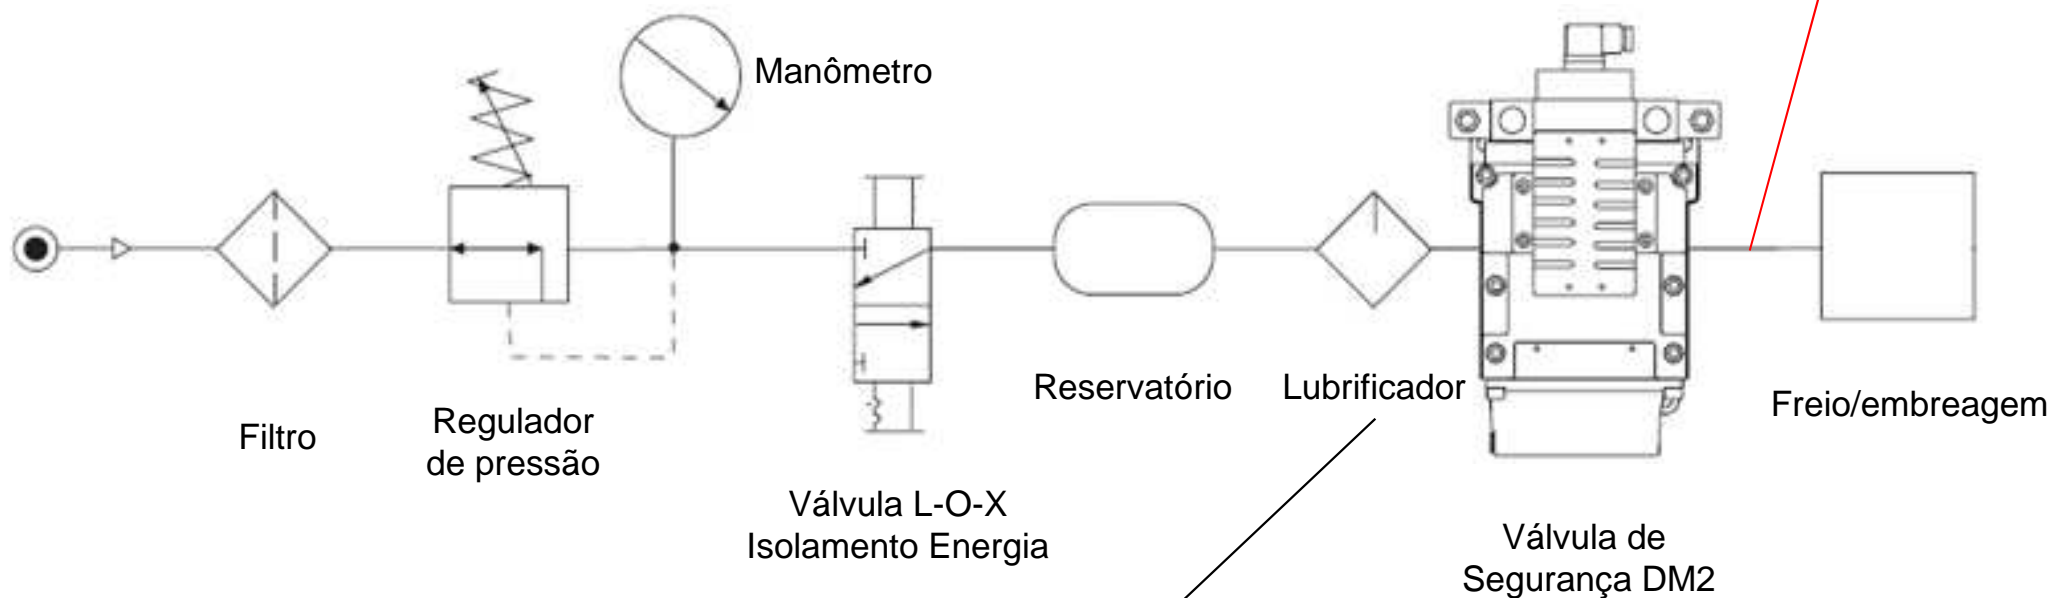 Manômetro
Filtro
Regulador
de pressão
Válvula L-O-X
Isolamento Energia
Reservatório
Lubrificador
Válvula de
Segurança DM2
Freio/embreagem